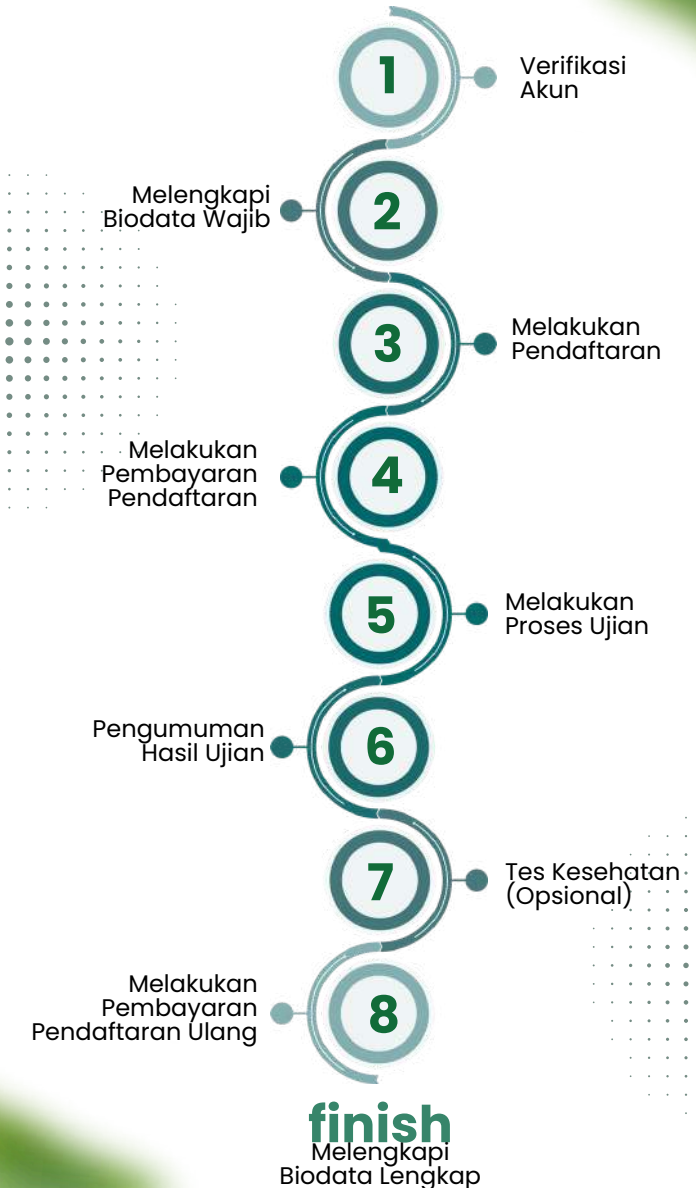 1
Verifikasi
Akun
2
Melengkapi
Biodata Wajib
3
Melakukan
Pendaftaran
4
Melakukan
Pembayaran
Pendaftaran
5
Melakukan
Proses Ujian
6
Pengumuman
Hasil Ujian
7
Tes Kesehatan
(Opsional)
8
Melakukan
Pembayaran
Pendaftaran Ulang
finish
Melengkapi
Biodata Lengkap